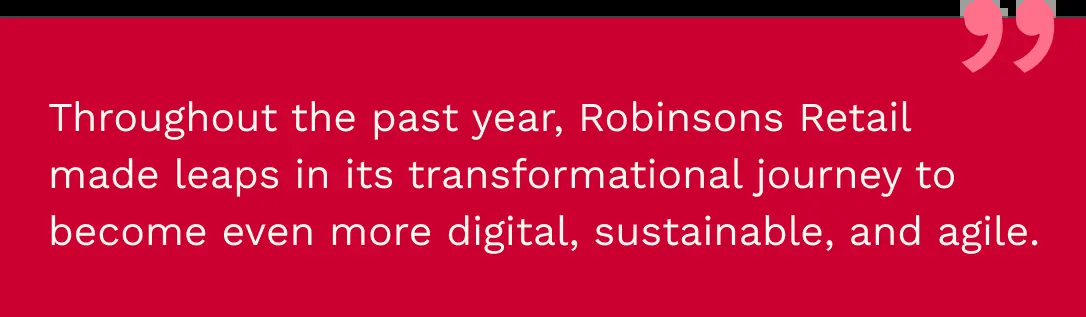 Throughout the past year, Robinsons Retail
made leaps in its transformational journey to
become even more digital, sustainable, and agile.